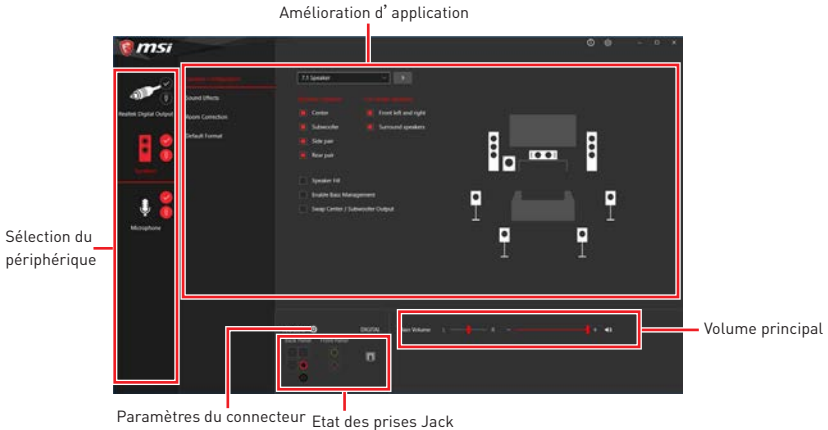 Amélioration d'application
msi
7.1 Speaker
Realtek Digital Output
Sound Effects
Center
Front left and right
Room Correction
Subwoofer
Surround speakers
Default Format
Side pair
Rear pair
Speakers
Speaker Fill
Enable Bass Management
Swap Center / Subwoofer Output
Microphone
Sélection du
périphérique
DIGITAL
Main Volume
L
R
Back Panel
Front Panel
Volume principal
Paramètres du connecteur
Etat des prises Jack